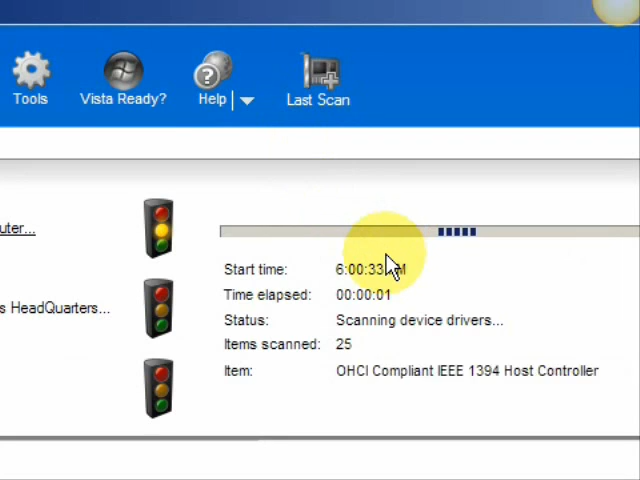 Tools
Vista Ready?
Help
Last Scan
uter...
Start time: 6:00:33 M
Time elapsed: 00:00:01
s HeadQuarters...
Status: Scanning device drivers...
Items scanned: 25
Item: OHCI Compliant IEEE 1394 Host Controller